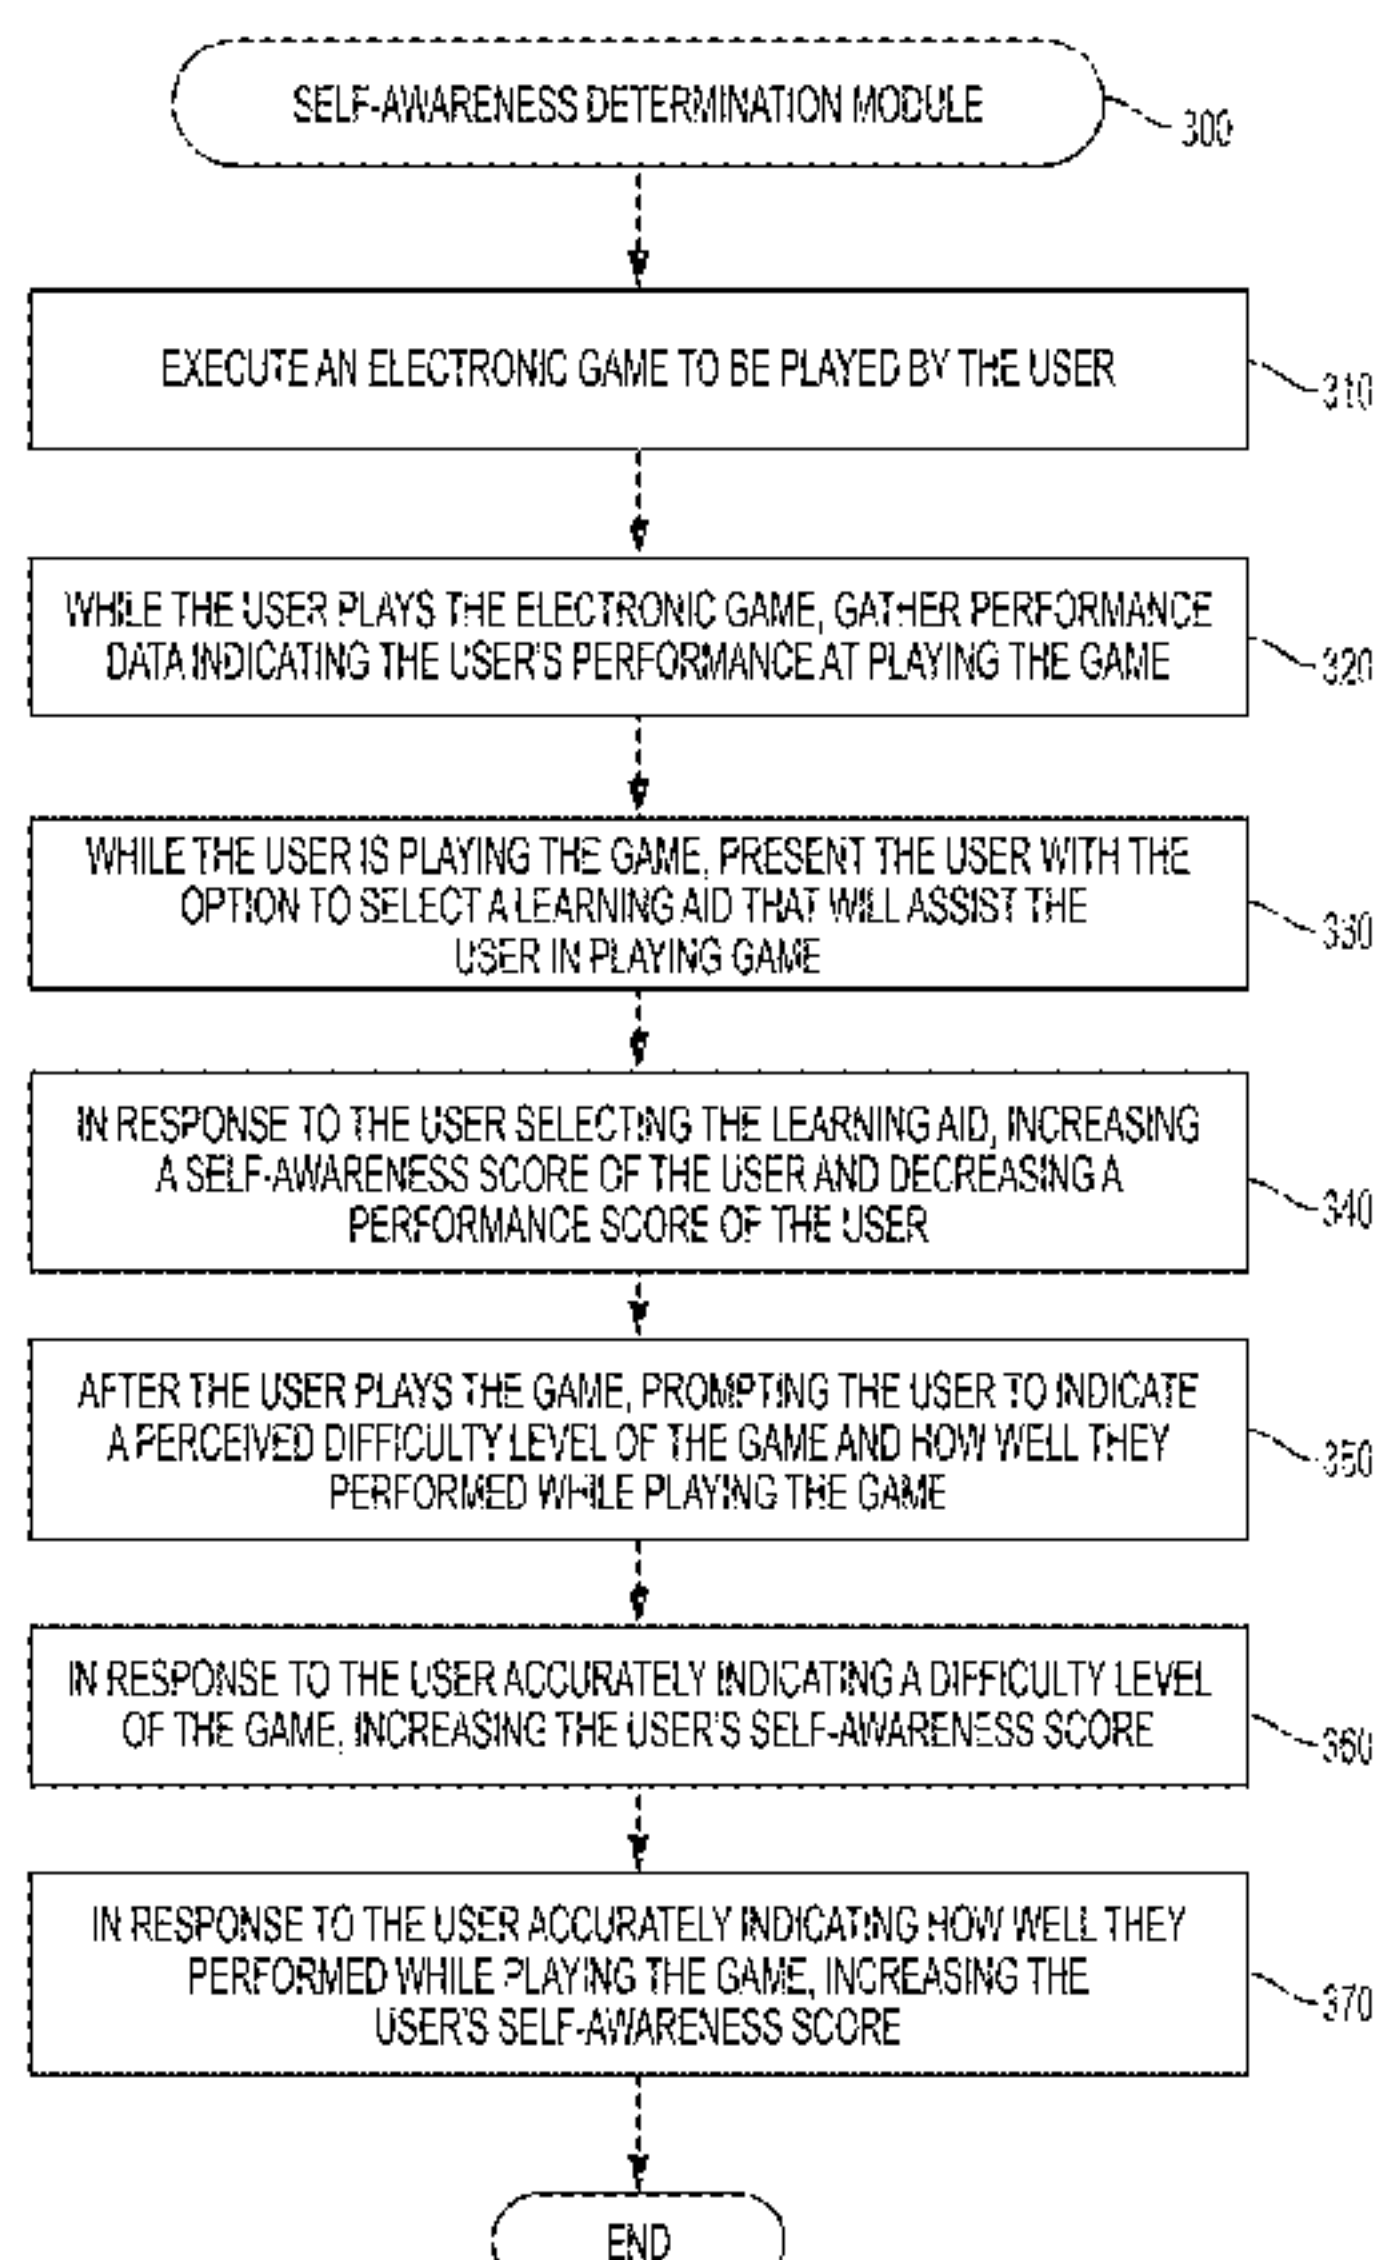 SELF-AWARENESS DETERMINATION MODULE
300
EXECUTE AN ELECTRONIC GAME TO BE PLAYED BY THE USER
310
WHILE THE USER PLAYS THE ELECTRONIC GAME, GATHER PERFORMANCE
DATA INDICATING THE USER'S PERFORMANCE AT PLAYING THE GAME
320
WHILE THE USER IS PLAYING THE GAME, PRESENT THE USER WITH THE
OPTION TO SELECT A LEARNING AID THAT WILL ASSIST THE
USER IN PLAYING GAME
330
IN RESPONSE TO THE USER SELECTING THE LEARNING AID, INCREASING
A SELF-AWARENESS SCORE OF THE USER AND DECREASING A
PERFORMANCE SCORE OF THE USER
340
AFTER THE USER PLAYS THE GAME, PROMPTING THE USER TO INDICATE
A PERCEIVED DIFFICULTY LEVEL OF THE GAME AND HOW WELL THEY
PERFORMED WHILE PLAYING THE GAME
350
IN RESPONSE TO THE USER ACCURATELY INDICATING A DIFFICULTY LEVEL
OF THE GAME, INCREASING THE USER'S SELF-AWARENESS SCORE
360
IN RESPONSE TO THE USER ACCURATELY INDICATING HOW WELL THEY
PERFORMED WHILE PLAYING THE GAME, INCREASING THE
USER'S SELF-AWARENESS SCORE
370
END